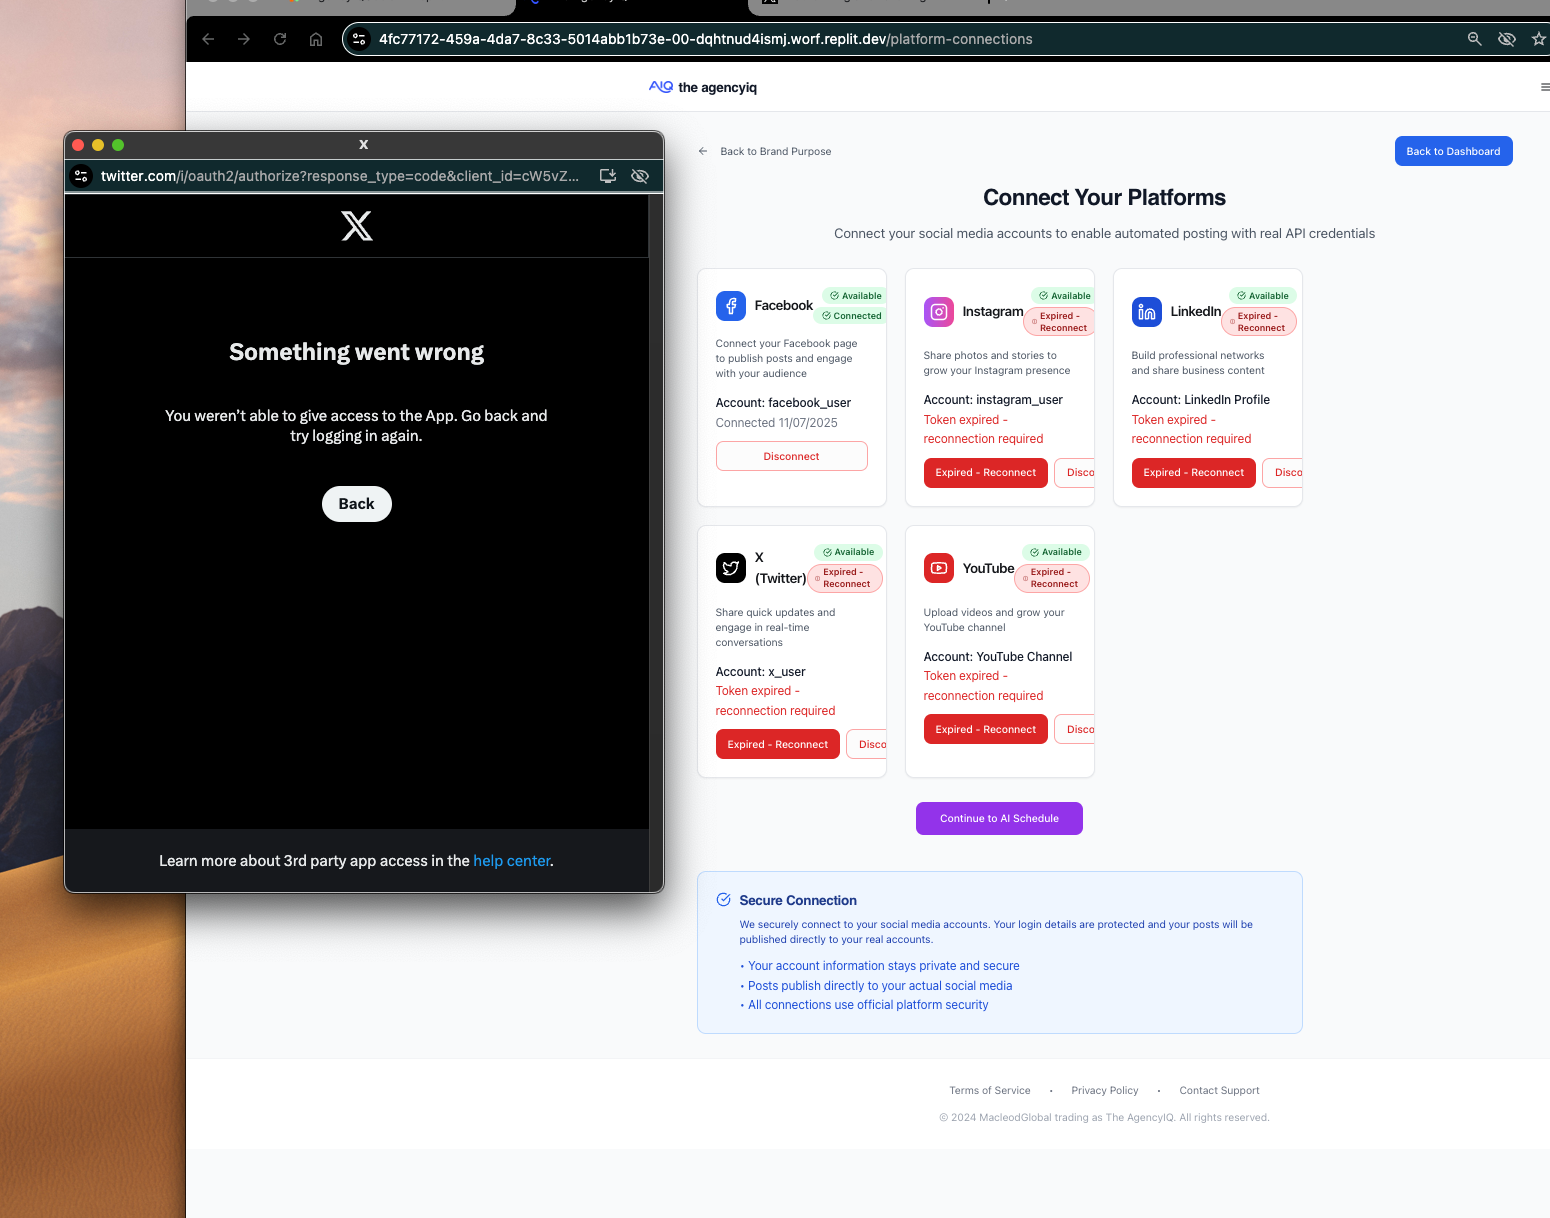 4fc77172-459a-4da7-8c33-5014abb1b73e-00-dqhtnud4ismj.worf.replit.dev/platform-connections
AIQ the agencyiq
Back to Brand Purpose
Back to Dashboard
Connect Your Platforms
Connect your social media accounts to enable automated posting with real API credentials
Facebook
Available
Connected
Connect your Facebook page
to publish posts and engage
with your audience
Account: facebook_user
Connected 11/07/2025
Disconnect
Instagram
Available
Expired -
Reconnect
Share photos and stories to
grow your Instagram presence
Account: instagram_user
Token expired -
reconnection required
Expired - Reconnect
Disco
LinkedIn
Available
Expired -
Reconnect
Build professional networks
and share business content
Account: LinkedIn Profile
Token expired -
reconnection required
Expired - Reconnect
Disco
X
(Twitter)
Available
Expired -
Reconnect
Share quick updates and
engage in real-time
conversations
Account: x_user
Token expired -
reconnection required
Expired - Reconnect
Disco
YouTube
Available
Expired -
Reconnect
Upload videos and grow your
YouTube channel
Account: YouTube Channel
Token expired -
reconnection required
Expired - Reconnect
Disco
Continue to AI Schedule
Secure Connection
We securely connect to your social media accounts. Your login details are protected and your posts will be
published directly to your real accounts.
• Your account information stays private and secure
• Posts publish directly to your actual social media
• All connections use official platform security
Terms of Service • Privacy Policy • Contact Support
© 2024 MacleodGlobal trading as The AgencyIQ. All rights reserved.
X
twitter.com/i/oauth2/authorize?response_type=code&client_id=cW5vZ...
Something went wrong
You weren’t able to give access to the App. Go back and
try logging in again.
Back
Learn more about 3rd party app access in the help center.